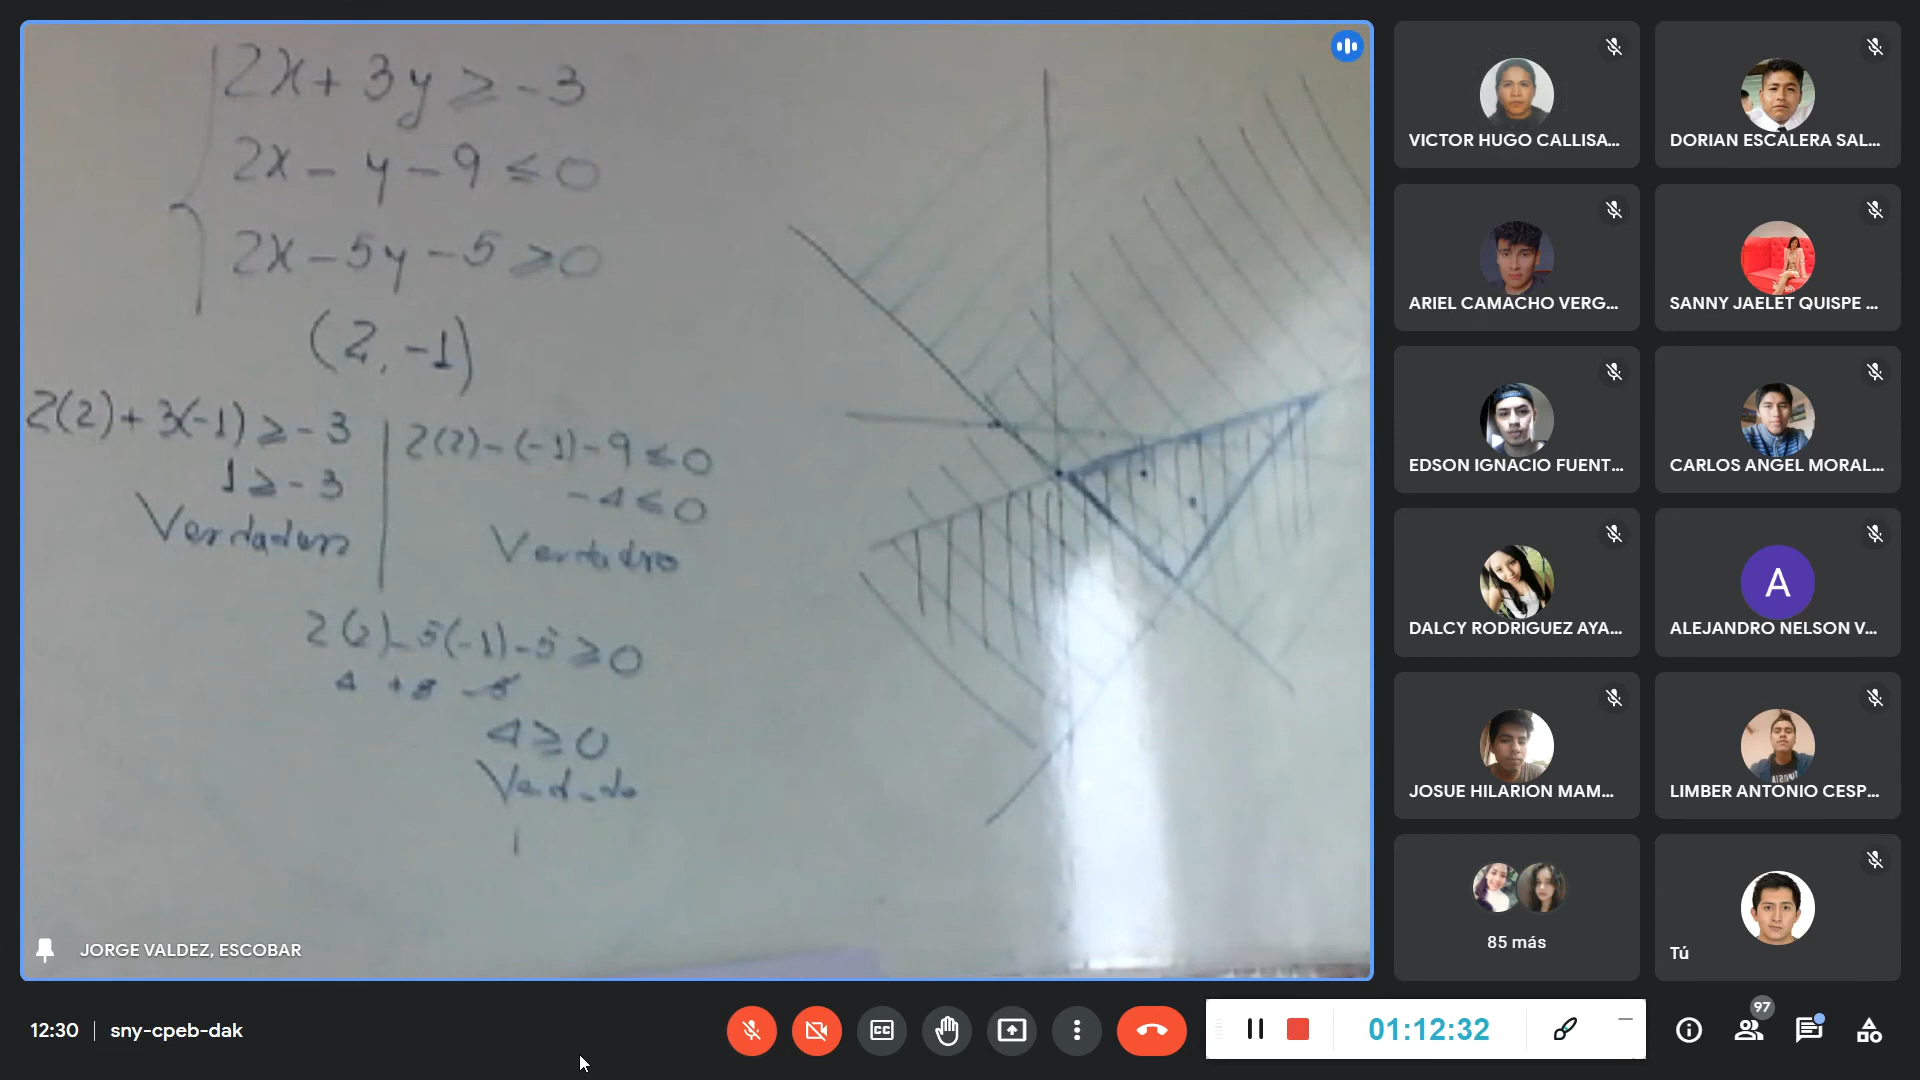 2x + 3y ≥ -3
2x - y - 9 ≤ 0
2x - 5y - 5 ≥ 0
(2, -1)
2(2) + 3(-1) ≥ -3
1 ≥ -3
Verdadero
2(2) - (-1) - 9 ≤ 0
-4 ≤ 0
Verdadero
2(2) - 5(-1) - 5 ≥ 0
4 + 5 - 5
4 ≥ 0
JORGE VALDEZ, ESCOBAR
VICTOR HUGO CALLISA...
DORIAN ESCALERA SAL...
ARIEL CAMACHO VERG...
SANNY JAELET QUISPE ...
EDSON IGNACIO FUENT...
CARLOS ANGEL MORAL...
DALCY RODRIGUEZ AYA...
A
ALEJANDRO NELSON V...
JOSUE HILARION MAM...
LIMBER ANTONIO CESP...
85 más
Tú
12:30
sny-cpeb-dak
CC
01:12:32
97